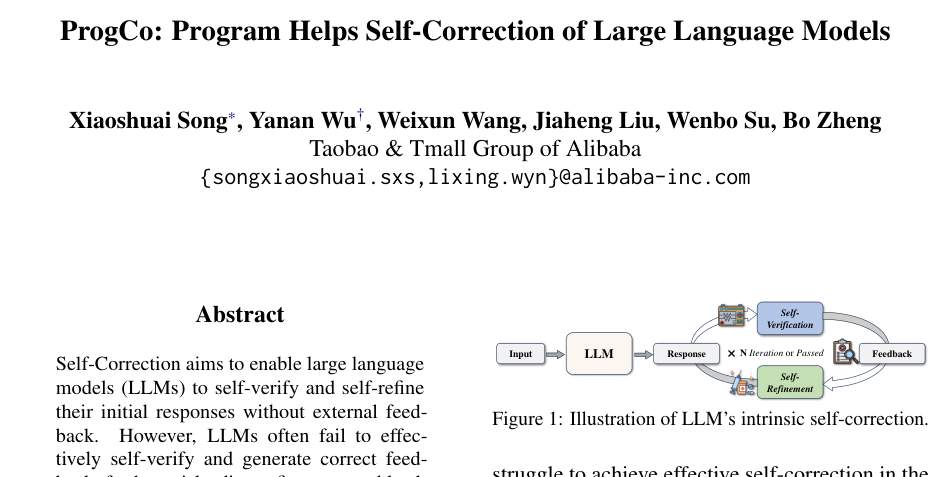 ProgCo: Program Helps Self-Correction of Large Language Models
Xiaoshuai Song*, Yanan Wu†, Weixun Wang, Jiaheng Liu, Wenbo Su, Bo Zheng
Taobao & Tmall Group of Alibaba
{songxiaoshuai.sxs,lixing.wyn}@alibaba-inc.com
Abstract
Self-Correction aims to enable large language
models (LLMs) to self-verify and self-refine
their initial responses without external feed-
back. However, LLMs often fail to effec-
tively self-verify and generate correct feed-
Input
LLM
Response
Self-
Verification
× N Iteration or Passed
Feedback
Self-
Refinement
Figure 1: Illustration of LLM's intrinsic self-correction.
struggle to achieve effective self-correction in the